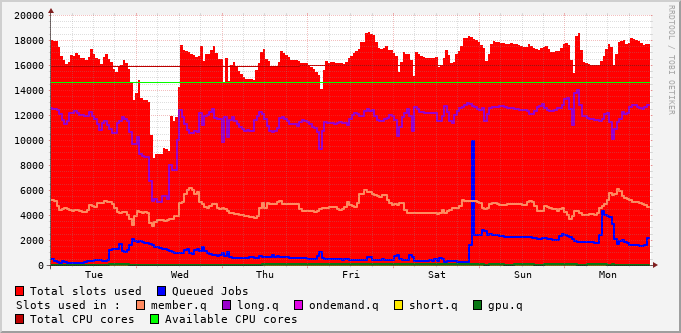 20000
18000
16000
14000
12000
10000
8000
6000
4000
2000
0
Tue Wed Thu Fri Sat Sun Mon
RRDTOOL / TOBI OETIKER
Total slots used Queued Jobs
Slots used in : member.q long.q ondemand.q short.q gpu.q
Total CPU cores Available CPU cores